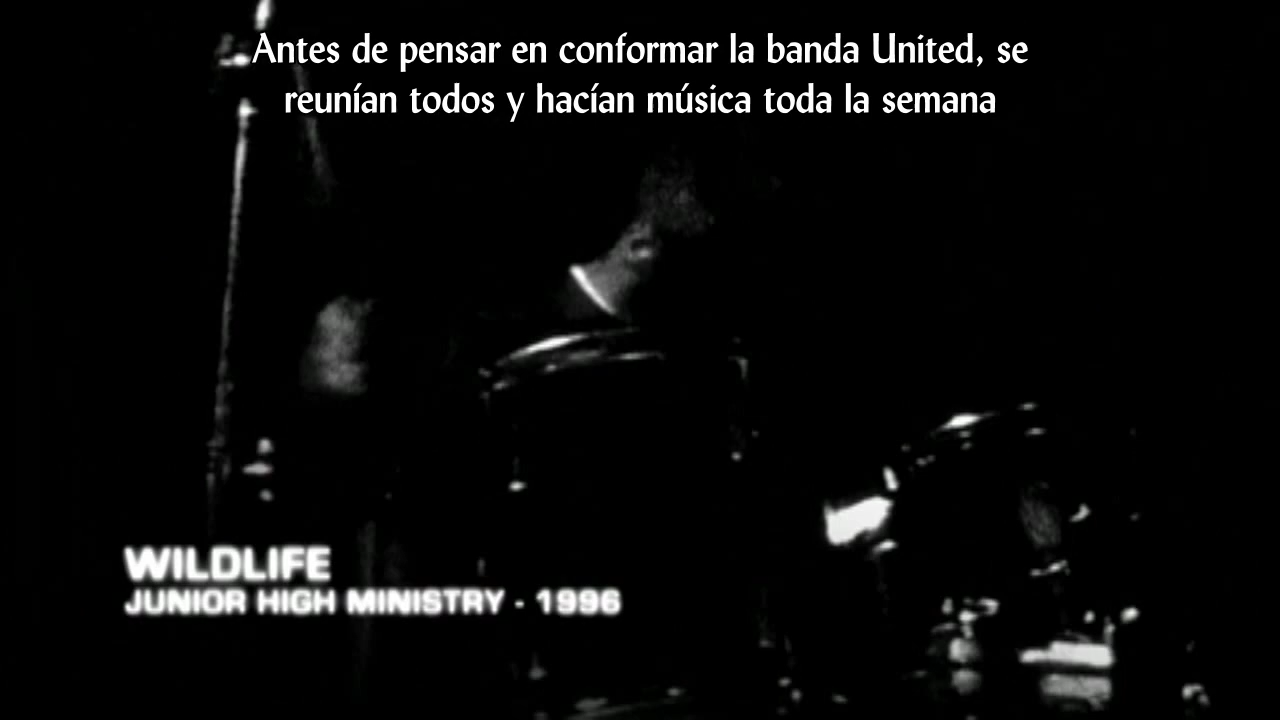 Antes de pensar en conformar la banda United, se
reunían todos y hacían música toda la semana
WILDLIFE
JUNIOR HIGH MINISTRY - 1996